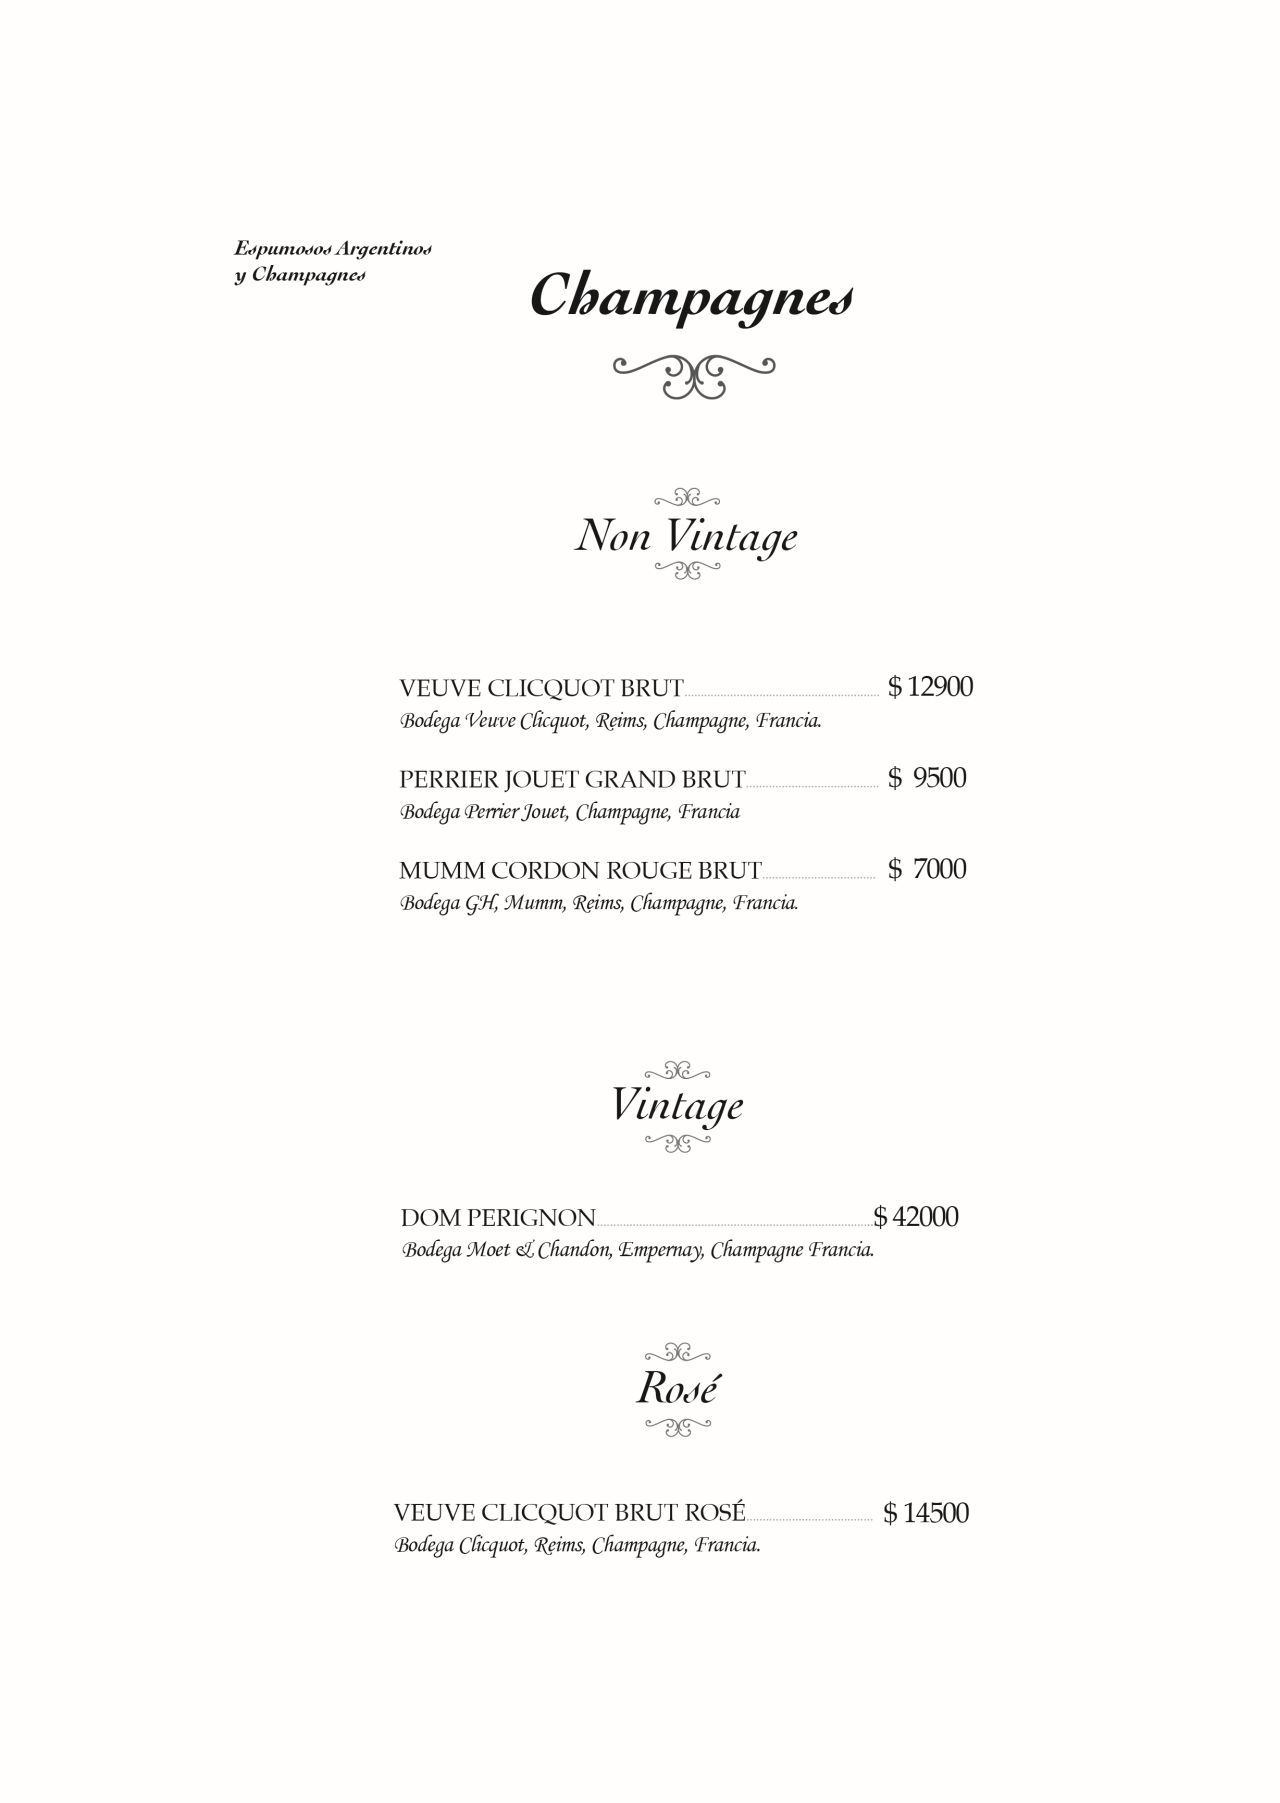 Espumosos Argentinos
y Champagnes
Champagnes
Non Vintage
VEUVE CLICQUOT BRUT $ 12900
Bodega Veuve Clicquot, Reims, Champagne, Francia.
PERRIER JOUET GRAND BRUT $ 9500
Bodega Perrier Jouet, Champagne, Francia
MUMM CORDON ROUGE BRUT $ 7000
Bodega GH, Mumm, Reims, Champagne, Francia.
Vintage
DOM PERIGNON $ 42000
Bodega Moet & Chandon, Empernay, Champagne Francia.
Rosé
VEUVE CLICQUOT BRUT ROSÉ $ 14500
Bodega Clicquot, Reims, Champagne, Francia.